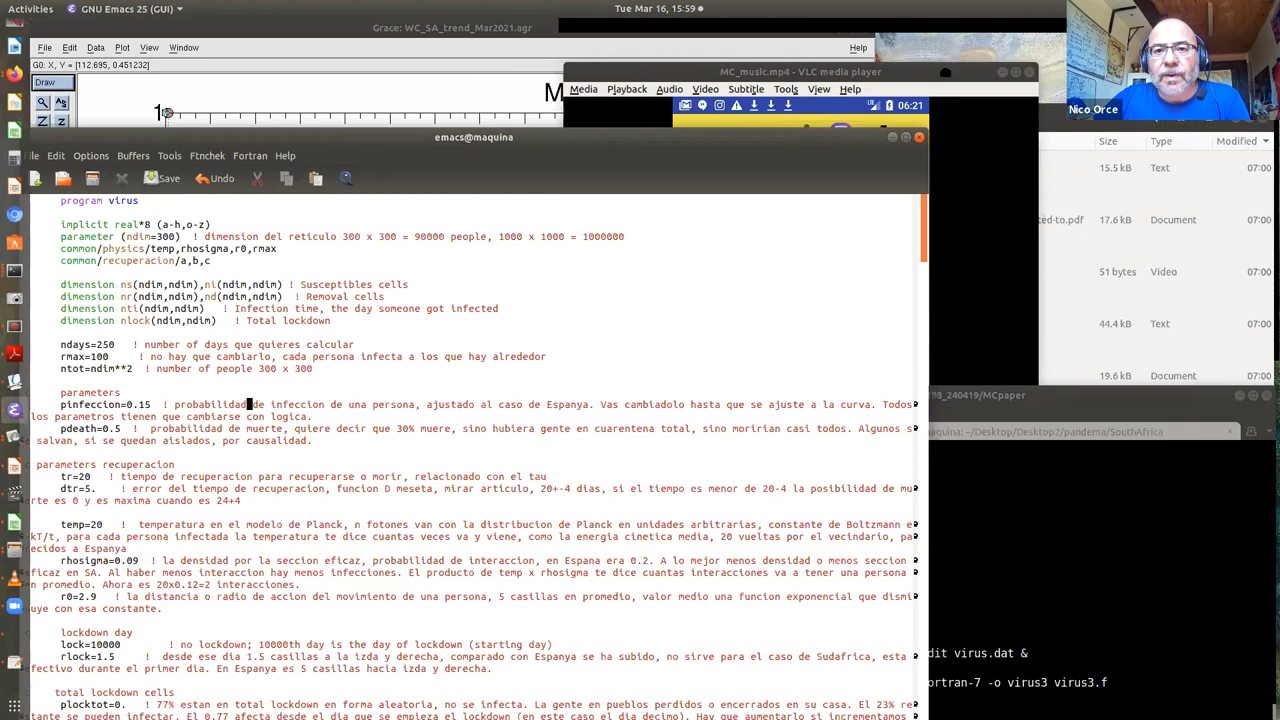 Activities
GNU Emacs 25 (GUI)
Tue Mar 16, 15:59
Grace: WC_SA_trend_Mar2021.agr
File Edit Data Plot View Window Help
G0: X, Y = [112.695, 0.451232]
Draw
M
1
MC_music.mp4 - VLC media player
Media Playback Audio Video Subtitle Tools View Help
06:21
Nico Orce
Size Modified
15.5 kB Text 07:00
ted-to.pdf 17.6 kB Document 07:00
51 bytes Video 07:00
44.4 kB Text 07:00
19.6 kB Document 07:00
emacs@maquina
ile Edit Options Buffers Tools Ftnchek Fortran Help
Save Undo
program virus
implicit real*8 (a-h,o-z)
parameter (ndim=300) ! dimension del reticulo 300 x 300 = 90000 people, 1000 x 1000 = 1000000
common/physics/temp,rhosigma,r0,rmax
common/recuperacion/a,b,c
dimension ns(ndim,ndim),ni(ndim,ndim) ! Susceptibles cells
dimension nr(ndim,ndim),nd(ndim,ndim) ! Removal cells
dimension nti(ndim,ndim) ! Infection time, the day someone got infected
dimension nlock(ndim,ndim) ! Total lockdown
ndays=250 ! number of days que quieres calcular
rmax=100 ! no hay que cambiarlo, cada persona infecta a los que hay alrededor
ntot=ndim**2 ! number of people 300 x 300
parameters
pinfeccion=0.15 ! probabilidad de infeccion de una persona, ajustado al caso de Espanya. Vas cambiadolo hasta que se ajuste a la curva. Todos
los parametros tienen que cambiarse con logica.
pdeath=0.5 ! probabilidad de muerte, quiere decir que 30% muere, sino hubiera gente en cuarentena total, sino moririan casi todos. Algunos s
salvan, si se quedan aislados, por causalidad.
parameters recuperacion
tr=20 ! tiempo de recuperacion para recuperarse o morir, relacionado con el tau
dtr=5. ! error del tiempo de recuperacion, funcion D meseta, mirar articulo, 20+-4 dias, si el tiempo es menor de 20-4 la posibilidad de mu
rte es 0 y es maxima cuando es 24+4
temp=20 ! temperatura en el modelo de Planck, n fotones van con la distribucion de Planck en unidades arbitrarias, constante de Boltzmann e
kT/t, para cada persona infectada la temperatura te dice cuantas veces va y viene, como la energia cinetica media, 20 vueltas por el vecindario, pa
ecidos a Espanya
rhosigma=0.09 ! la densidad por la seccion eficaz, probabilidad de interaccion, en Espana era 0.2. A lo mejor menos densidad o menos seccion
eficaz en SA. Al haber menos interaccion hay menos infecciones. El producto de temp x rhosigma te dice cuantas interacciones va a tener una persona
n promedio. Ahora es 20x0.12=2 interacciones.
r0=2.9 ! la distancia o radio de accion del movimiento de una persona, 5 casillas en promedio, valor medio una funcion exponencial que dismi
uye con esa constante.
lockdown day
lock=10000 ! no lockdown; 10000th day is the day of lockdown (starting day)
rlock=1.5 ! desde ese dia 1.5 casillas a la izda y derecha, comparado con Espanya se ha subido, no sirve para el caso de Sudafrica, esta
fectivo durante el primer dia. En Espanya es 5 casillas hacia izda y derecha.
total lockdown cells
plocktot=0. ! 77% estan en total lockdown en forma aleatoria, no se infecta. La gente en pueblos perdidos o encerrados en su casa. El 23% re
tante se pueden infectar. El 0.77 afecta desde el dia que se empieza el lockdown (en este caso el dia decimo). Hay que aumentarlo si incrementamos
98_240419/MCpaper
maquina: ~/Desktop/Desktop2/pandema/SouthAfrica
dit virus.dat &
ortran-7 -o virus3 virus3.f